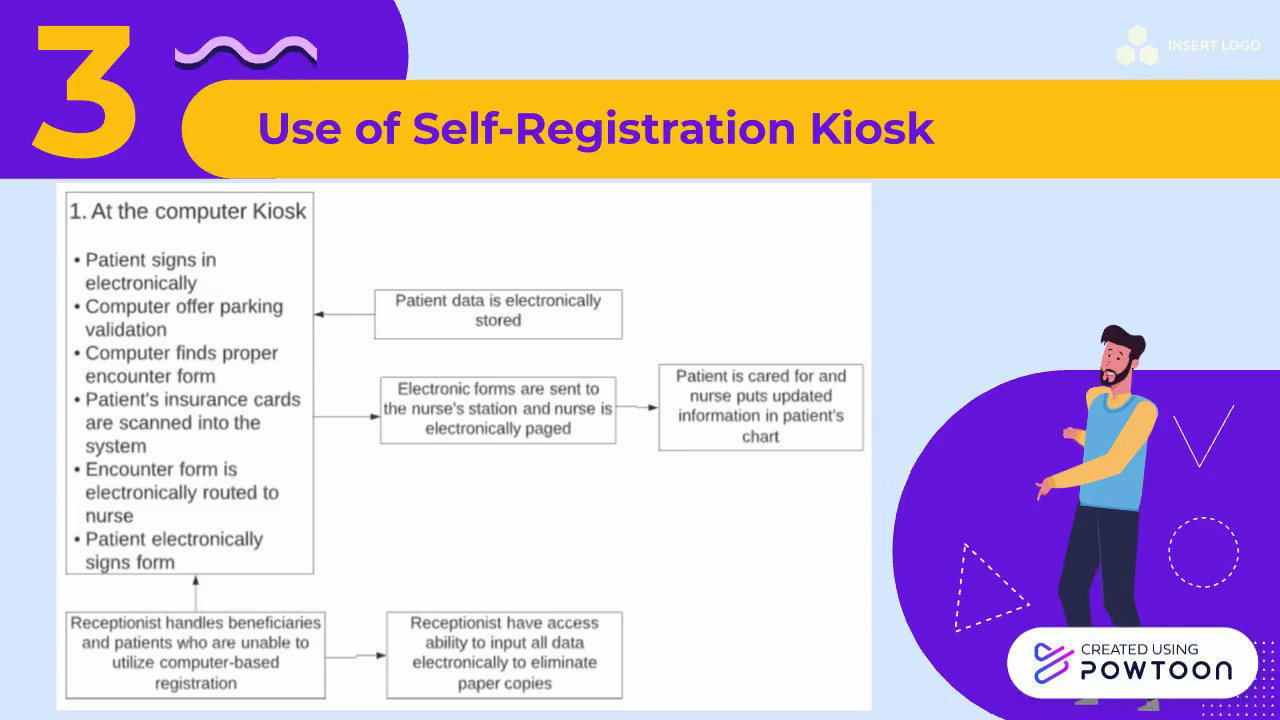 3
INSERT LOGO
Use of Self-Registration Kiosk
1. At the computer Kiosk
• Patient signs in
electronically
• Computer offer parking
validation
• Computer finds proper
encounter form
• Patient's insurance cards
are scanned into the
system
• Encounter form is
electronically routed to
nurse
• Patient electronically
signs form
Patient data is electronically
stored
Electronic forms are sent to
the nurse's station and nurse is
electronically paged
Patient is cared for and
nurse puts updated
information in patient's
chart
Receptionist handles beneficiaries
and patients who are unable to
utilize computer-based
registration
Receptionist have access
ability to input all data
electronically to eliminate
paper copies
CREATED USING
POWTOON